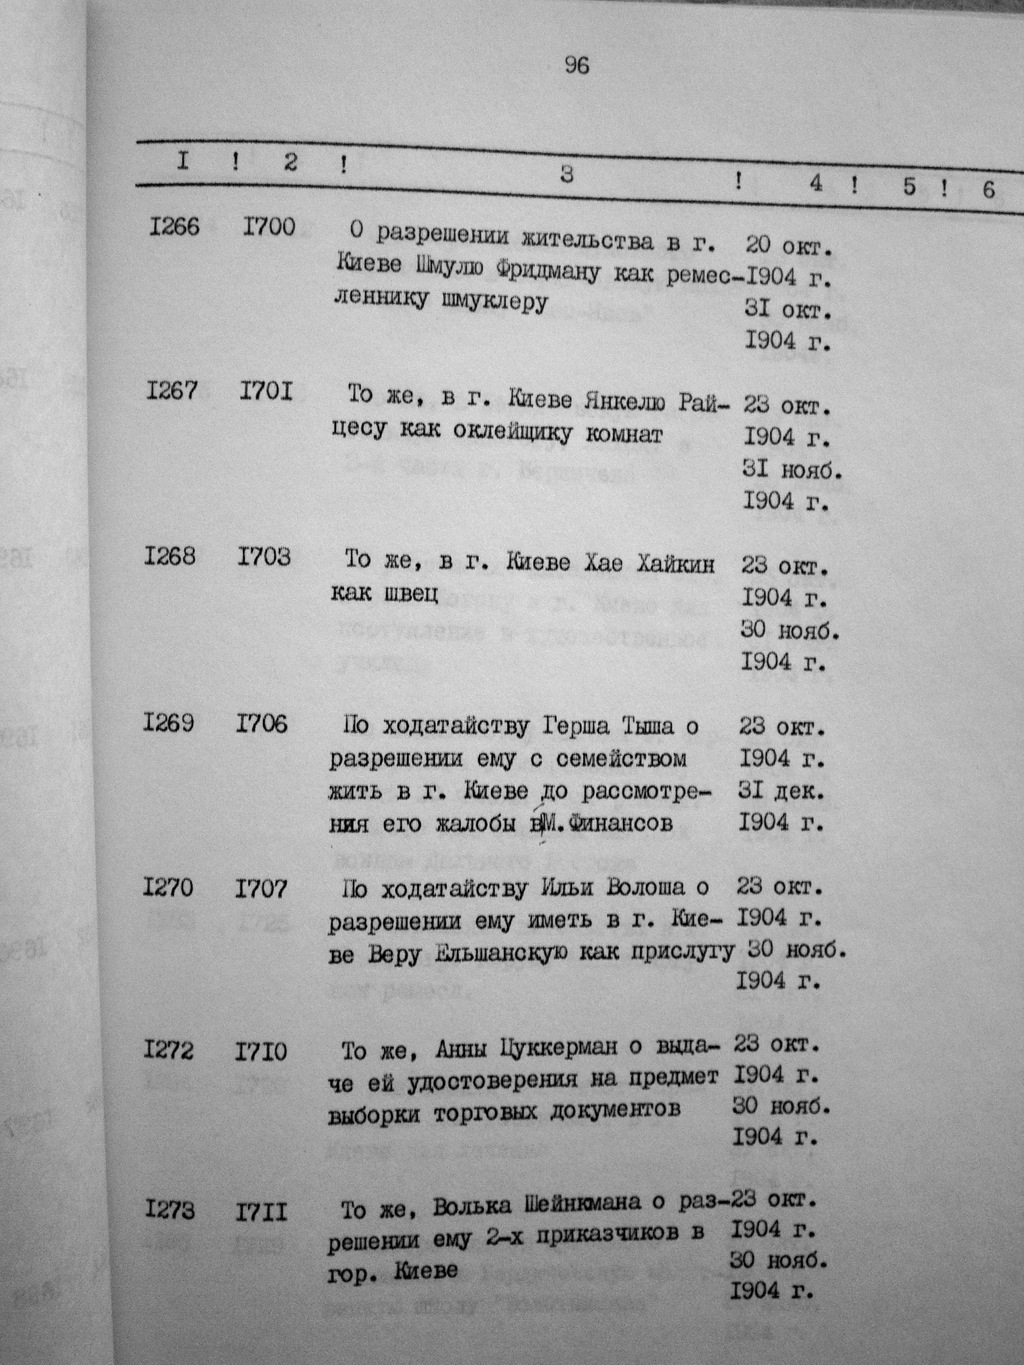 96
I ! 2 ! 3 ! 4 ! 5 ! 6
I266 I700 О разрешении жительства в г. 20 окт.
Киеве Шмулю Фридману как ремес- I904 г.
леннику шмуклеру 3I окт.
I904 г.
I267 I70I То же, в г. Киеве Янкелю Рай- 23 окт.
цесу как оклейщику комнат I904 г.
3I нояб.
I904 г.
I268 I703 То же, в г. Киеве Хае Хайкин 23 окт.
как швец I904 г.
30 нояб.
I904 г.
I269 I706 По ходатайству Герша Тыша о 23 окт.
разрешении ему с семейством I904 г.
жить в г. Киеве до рассмотре- 3I дек.
ния его жалобы в М.Финансов I904 г.
I270 I707 По ходатайству Ильи Волоша о 23 окт.
разрешении ему иметь в г. Кие- I904 г.
ве Веру Ельшанскую как прислугу 30 нояб.
I904 г.
I272 I7I0 То же, Анны Цуккерман о выда- 23 окт.
че ей удостоверения на предмет I904 г.
выборки торговых документов 30 нояб.
I904 г.
I273 I7II То же, Волька Шейнкмана о раз- 23 окт.
решении ему 2-х приказчиков в I904 г.
гор. Киеве 30 нояб.
I904 г.